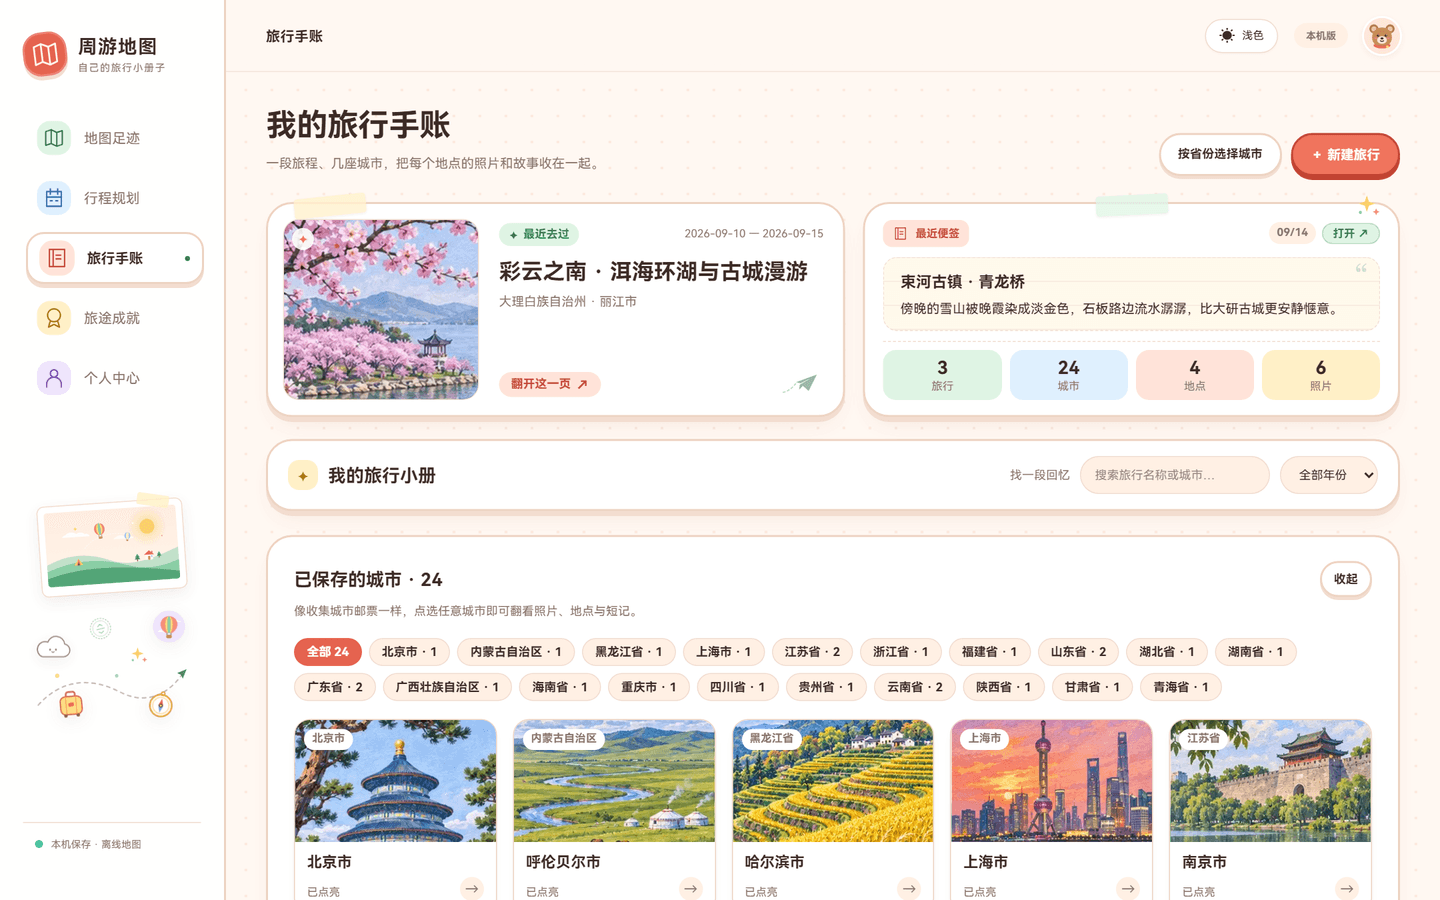 周游地图
自己的旅行小册子
地图足迹
行程规划
旅行手账
旅途成就
个人中心
本机保存 · 离线地图
旅行手账
浅色
本机版
我的旅行手账
一段旅程、几座城市，把每个地点的照片和故事收在一起。
按省份选择城市
+ 新建旅行
最近去过
2026-09-10 — 2026-09-15
彩云之南 · 洱海环湖与古城漫游
大理白族自治州 · 丽江市
翻开这一页 ↗
最近便签
09/14
打开 ↗
束河古镇 · 青龙桥
傍晚的雪山被晚霞染成淡金色，石板路边流水潺潺，比大研古城更安静惬意。
3
旅行
24
城市
4
地点
6
照片
我的旅行小册
找一段回忆
搜索旅行名称或城市...
全部年份
已保存的城市 · 24
收起
像收集城市邮票一样，点选任意城市即可翻看照片、地点与短记。
全部 24
北京市 · 1
内蒙古自治区 · 1
黑龙江省 · 1
上海市 · 1
江苏省 · 2
浙江省 · 1
福建省 · 1
山东省 · 2
湖北省 · 1
湖南省 · 1
广东省 · 2
广西壮族自治区 · 1
海南省 · 1
重庆市 · 1
四川省 · 1
贵州省 · 1
云南省 · 2
陕西省 · 1
甘肃省 · 1
青海省 · 1
北京市
内蒙古自治区
黑龙江省
上海市
江苏省
北京市
呼伦贝尔市
哈尔滨市
上海市
南京市
已点亮
已点亮
已点亮
已点亮
已点亮